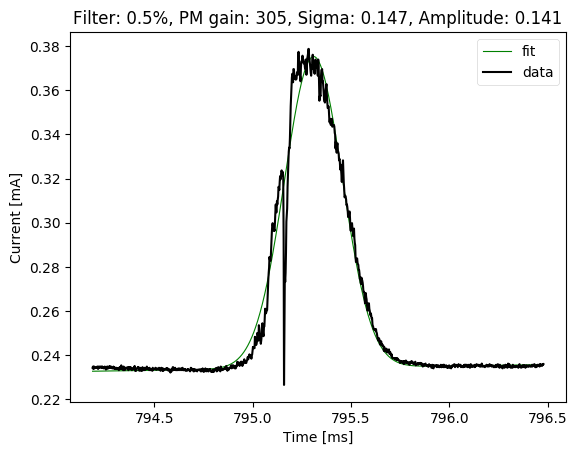 Filter: 0.5%, PM gain: 305, Sigma: 0.147, Amplitude: 0.141
fit
data
0.38
0.36
0.34
0.32
0.30
0.28
0.26
0.24
0.22
Current [mA]
794.5
795.0
795.5
796.0
796.5
Time [ms]